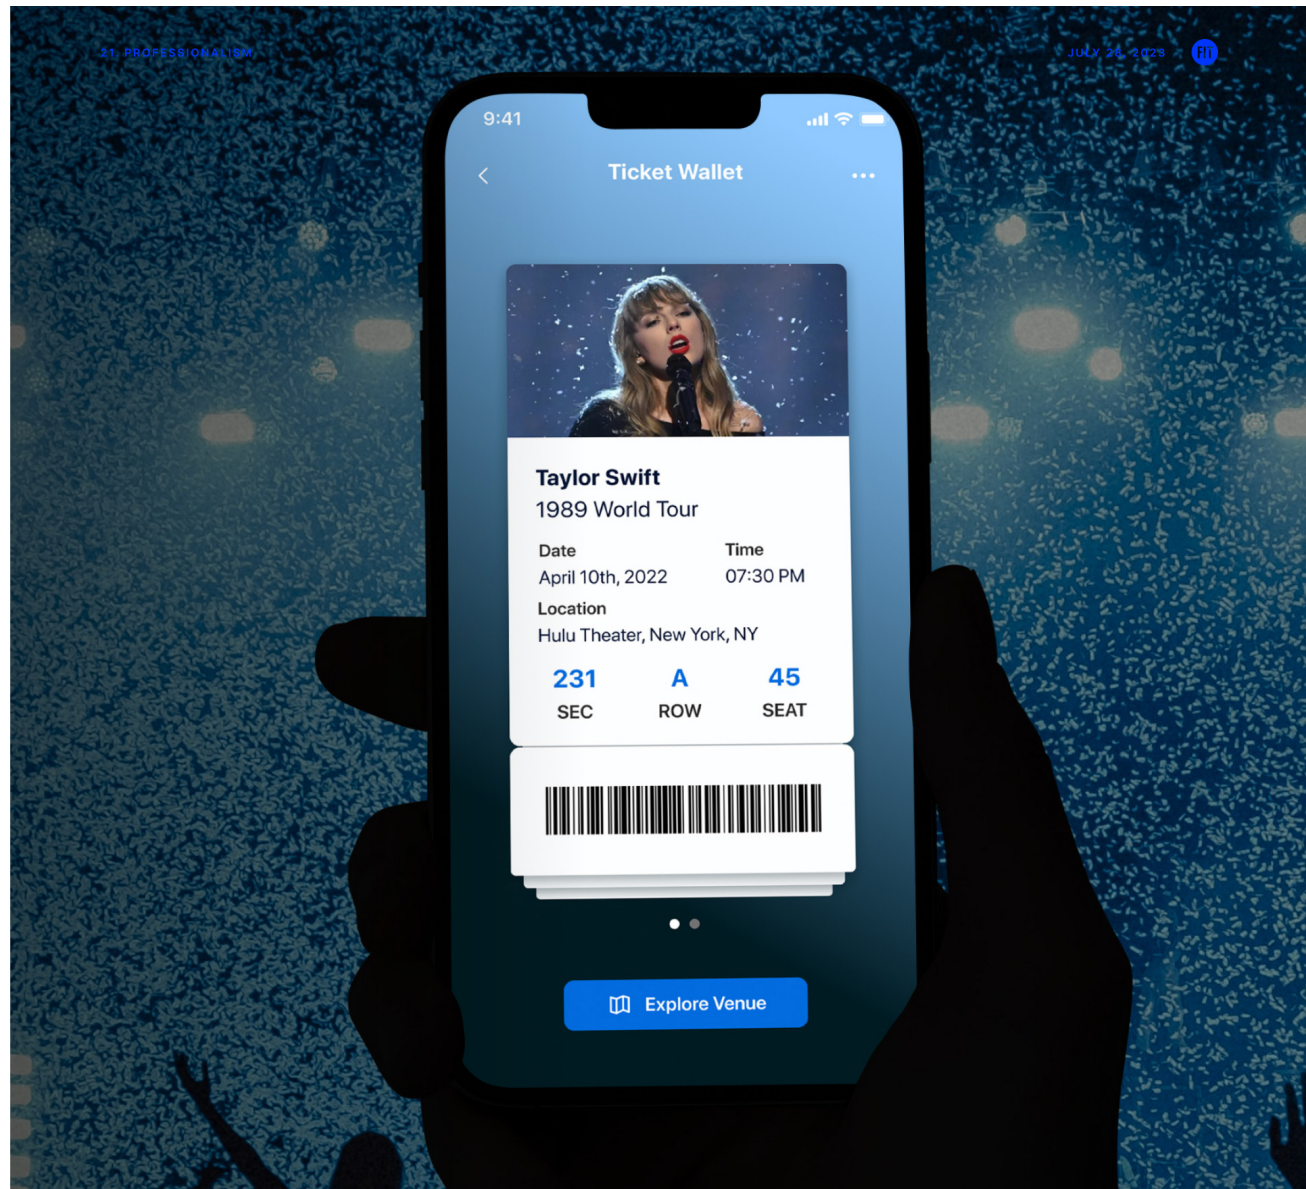 21. PROFESSIONALISM
JULY 28, 2023
Fli
9:41
Ticket Wallet
Taylor Swift
1989 World Tour
Date Time
April 10th, 2022 07:30 PM
Location
Hulu Theater, New York, NY
231 A 45
SEC ROW SEAT
Explore Venue